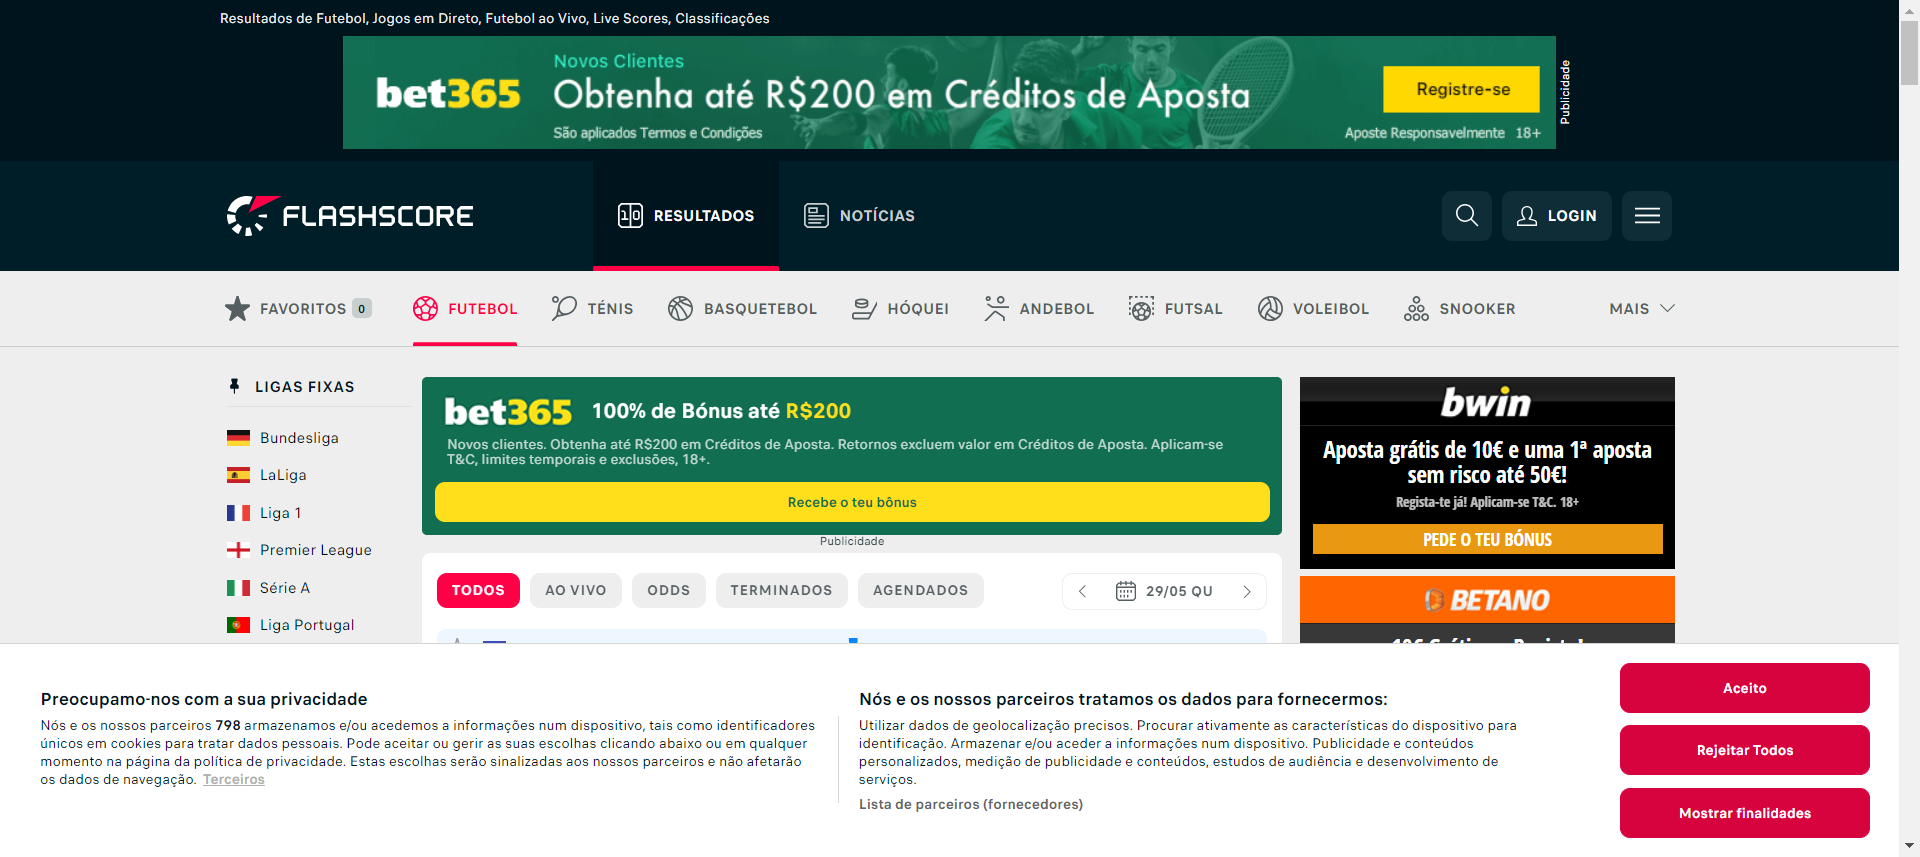 Resultados de Futebol, Jogos em Direto, Futebol ao Vivo, Live Scores, Classificações
bet365
Novos Clientes
Obtenha até R$200 em Créditos de Aposta
São aplicados Termos e Condições
Registre-se
Aposte Responsavelmente 18+
Publicidade
FLASHSCORE
RESULTADOS
NOTÍCIAS
LOGIN
FAVORITOS 0
FUTEBOL
TÉNIS
BASQUETEBOL
HÓQUEI
ANDEBOL
FUTSAL
VOLEIBOL
SNOOKER
MAIS
LIGAS FIXAS
Bundesliga
LaLiga
Liga 1
Premier League
Série A
Liga Portugal
bet365 100% de Bónus até R$200
Novos clientes. Obtenha até R$200 em Créditos de Aposta. Retornos excluem valor em Créditos de Aposta. Aplicam-se
T&C, limites temporais e exclusões, 18+.
Recebe o teu bônus
Publicidade
TODOS
AO VIVO
ODDS
TERMINADOS
AGENDADOS
29/05 QU
bwin
Aposta grátis de 10€ e uma 1ª aposta
sem risco até 50€!
Regista-te já! Aplicam-se T&C. 18+
PEDE O TEU BÓNUS
BETANO
Preocupamo-nos com a sua privacidade
Nós e os nossos parceiros 798 armazenamos e/ou acedemos a informações num dispositivo, tais como identificadores
únicos em cookies para tratar dados pessoais. Pode aceitar ou gerir as suas escolhas clicando abaixo ou em qualquer
momento na página da política de privacidade. Estas escolhas serão sinalizadas aos nossos parceiros e não afetarão
os dados de navegação. Terceiros
Nós e os nossos parceiros tratamos os dados para fornecermos:
Utilizar dados de geolocalização precisos. Procurar ativamente as características do dispositivo para
identificação. Armazenar e/ou aceder a informações num dispositivo. Publicidade e conteúdos
personalizados, medição de publicidade e conteúdos, estudos de audiência e desenvolvimento de
serviços.
Lista de parceiros (fornecedores)
Aceito
Rejeitar Todos
Mostrar finalidades